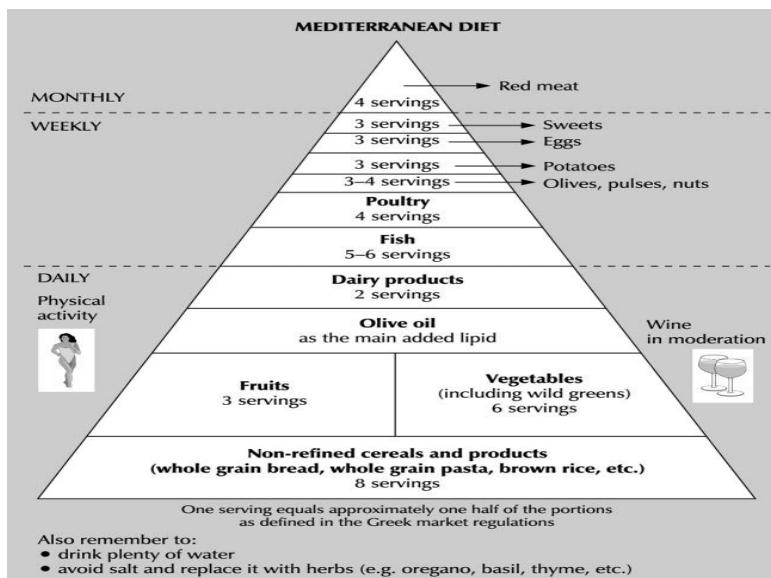 MEDITERRANEAN DIET
Red meat
MONTHLY
4 servings
WEEKLY
3 servings
Sweets
3 servings
Eggs
3 servings
Potatoes
3–4 servings
Olives, pulses, nuts
Poultry
4 servings
Fish
5–6 servings
DAILY
Dairy products
2 servings
Physical
activity
Olive oil
as the main added lipid
Wine
in moderation
Fruits
3 servings
Vegetables
(including wild greens)
6 servings
Non-refined cereals and products
(whole grain bread, whole grain pasta, brown rice, etc.)
8 servings
One serving equals approximately one half of the portions
as defined in the Greek market regulations
Also remember to:
• drink plenty of water
• avoid salt and replace it with herbs (e.g. oregano, basil, thyme, etc.)